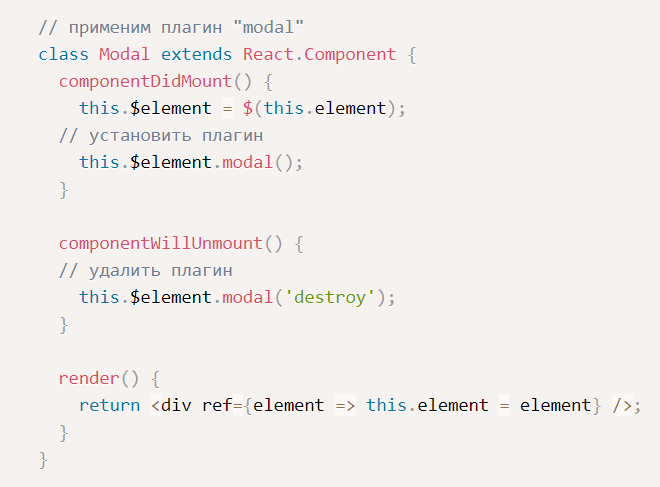 // применим плагин "modal"
class Modal extends React.Component {
  componentDidMount() {
    this.$element = $(this.element);
  // установить плагин
    this.$element.modal();
  }

  componentWillUnmount() {
  // удалить плагин
    this.$element.modal('destroy');
  }

  render() {
    return <div ref={element => this.element = element} />;
  }
}